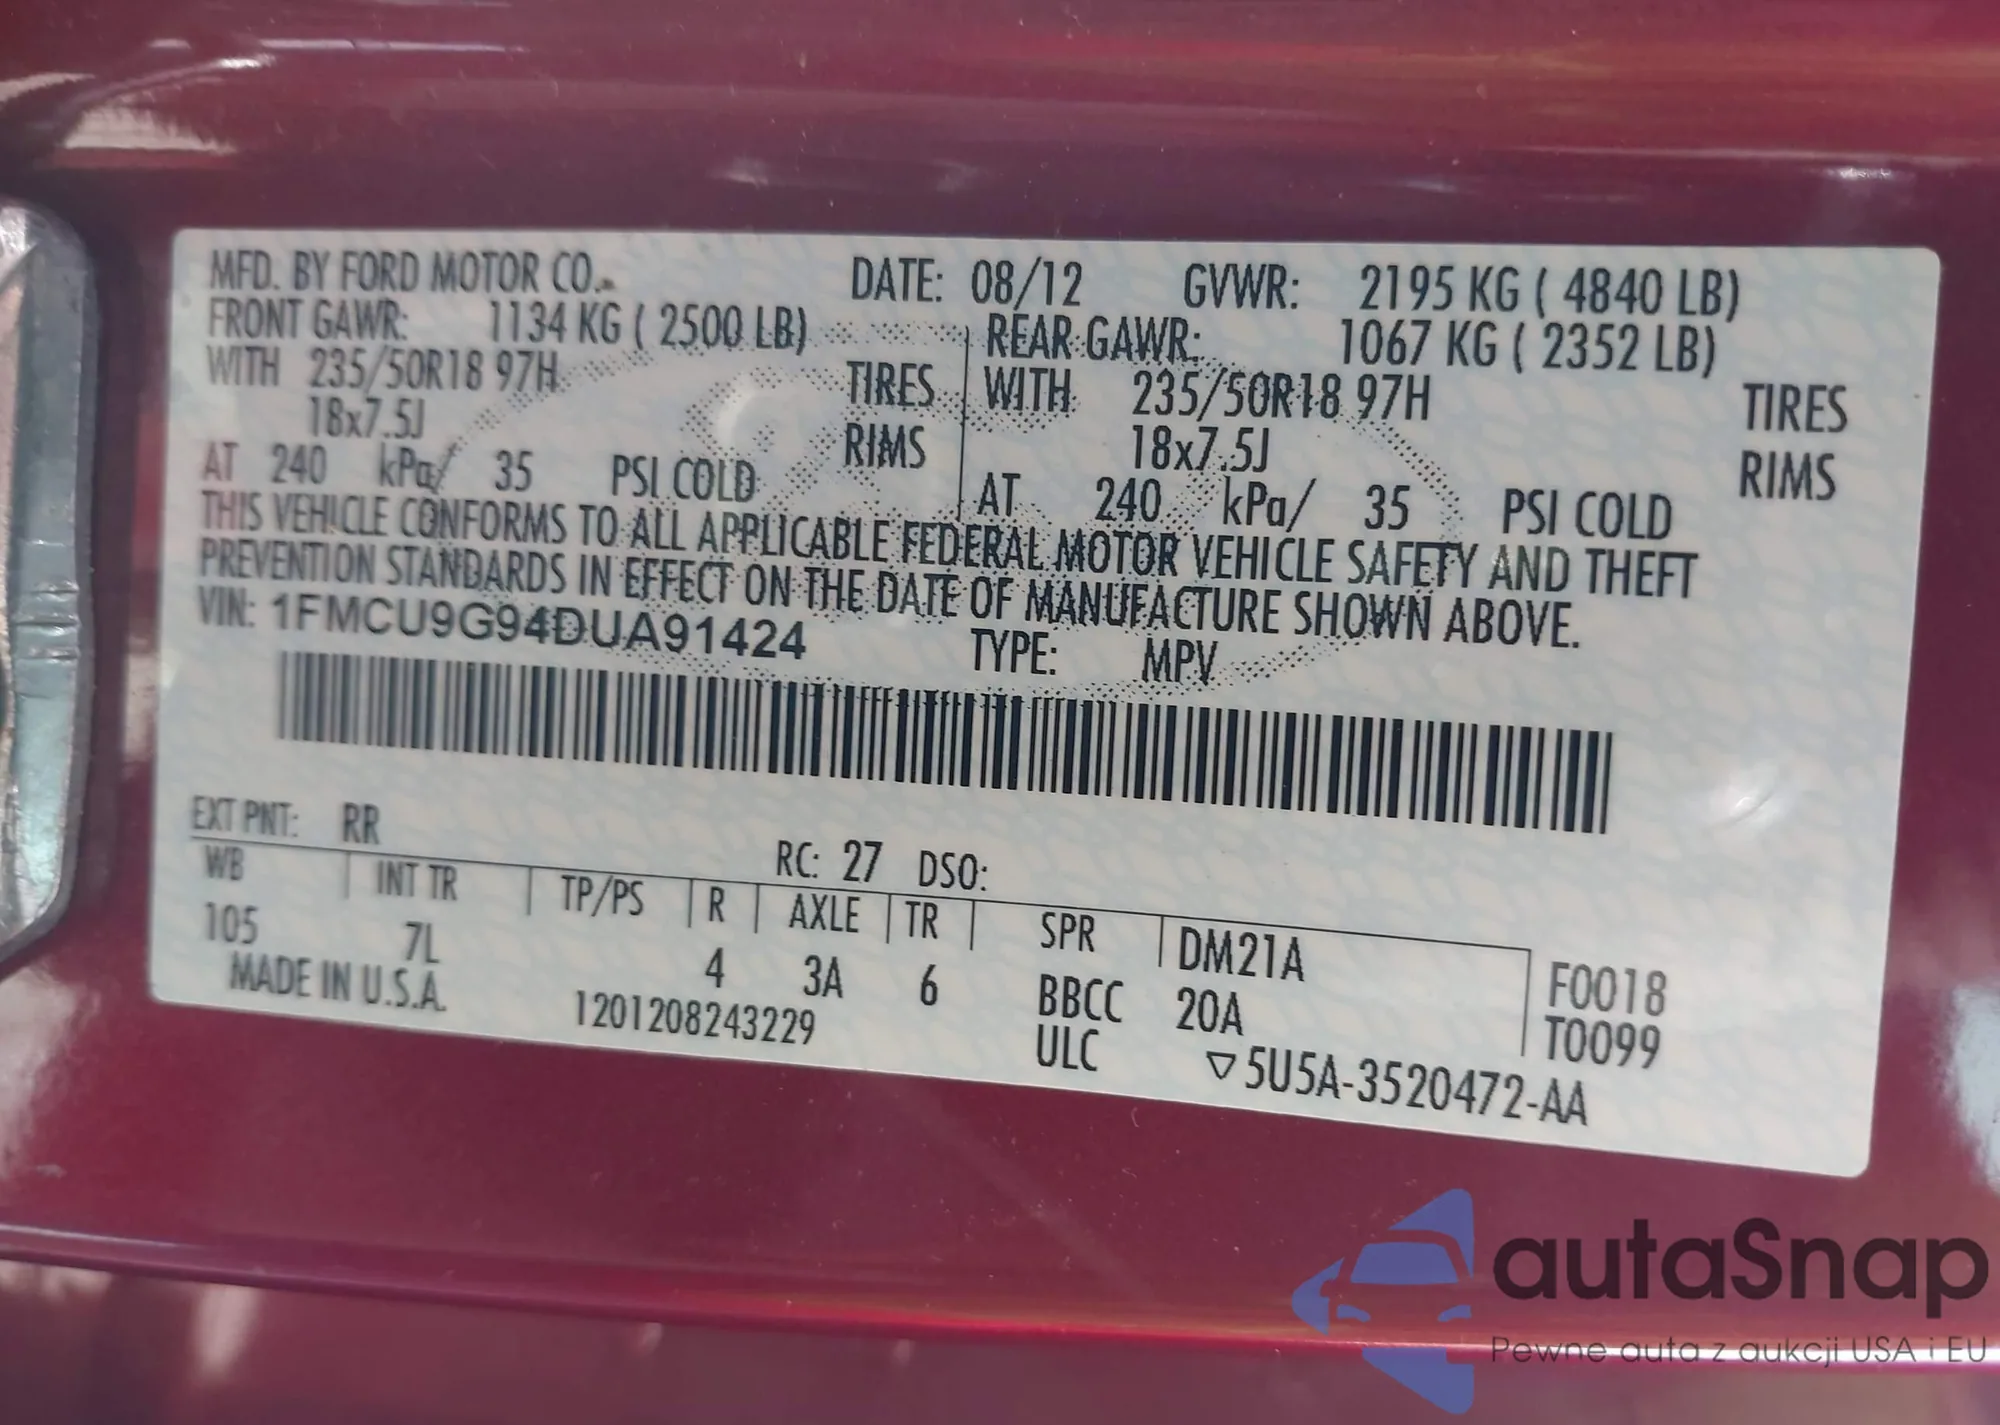 MFD. BY FORD MOTOR CO. DATE: 08/12 GVWR: 2195 KG ( 4840 LB)
FRONT GAWR: 1134 KG ( 2500 LB) REAR GAWR: 1067 KG ( 2352 LB)
WITH 235/50R18 97H TIRES WITH 235/50R18 97H TIRES
18x7.5J RIMS 18x7.5J RIMS
AT 240 kPa/ 35 PSI COLD AT 240 kPa/ 35 PSI COLD
THIS VEHICLE CONFORMS TO ALL APPLICABLE FEDERAL MOTOR VEHICLE SAFETY AND THEFT
PREVENTION STANDARDS IN EFFECT ON THE DATE OF MANUFACTURE SHOWN ABOVE.
VIN: 1FMCU9G94DUA91424 TYPE: MPV
EXT PNT: RR RC: 27 DSO:
WB INT TR TP/PS R AXLE TR SPR DM21A F0018
105 7L 4 3A 6 BBCC 20A T0099
MADE IN U.S.A. 1201208243229 ULC ▽5U5A-3520472-AA
autaSnap
Pewne auta z aukcji USA i EU